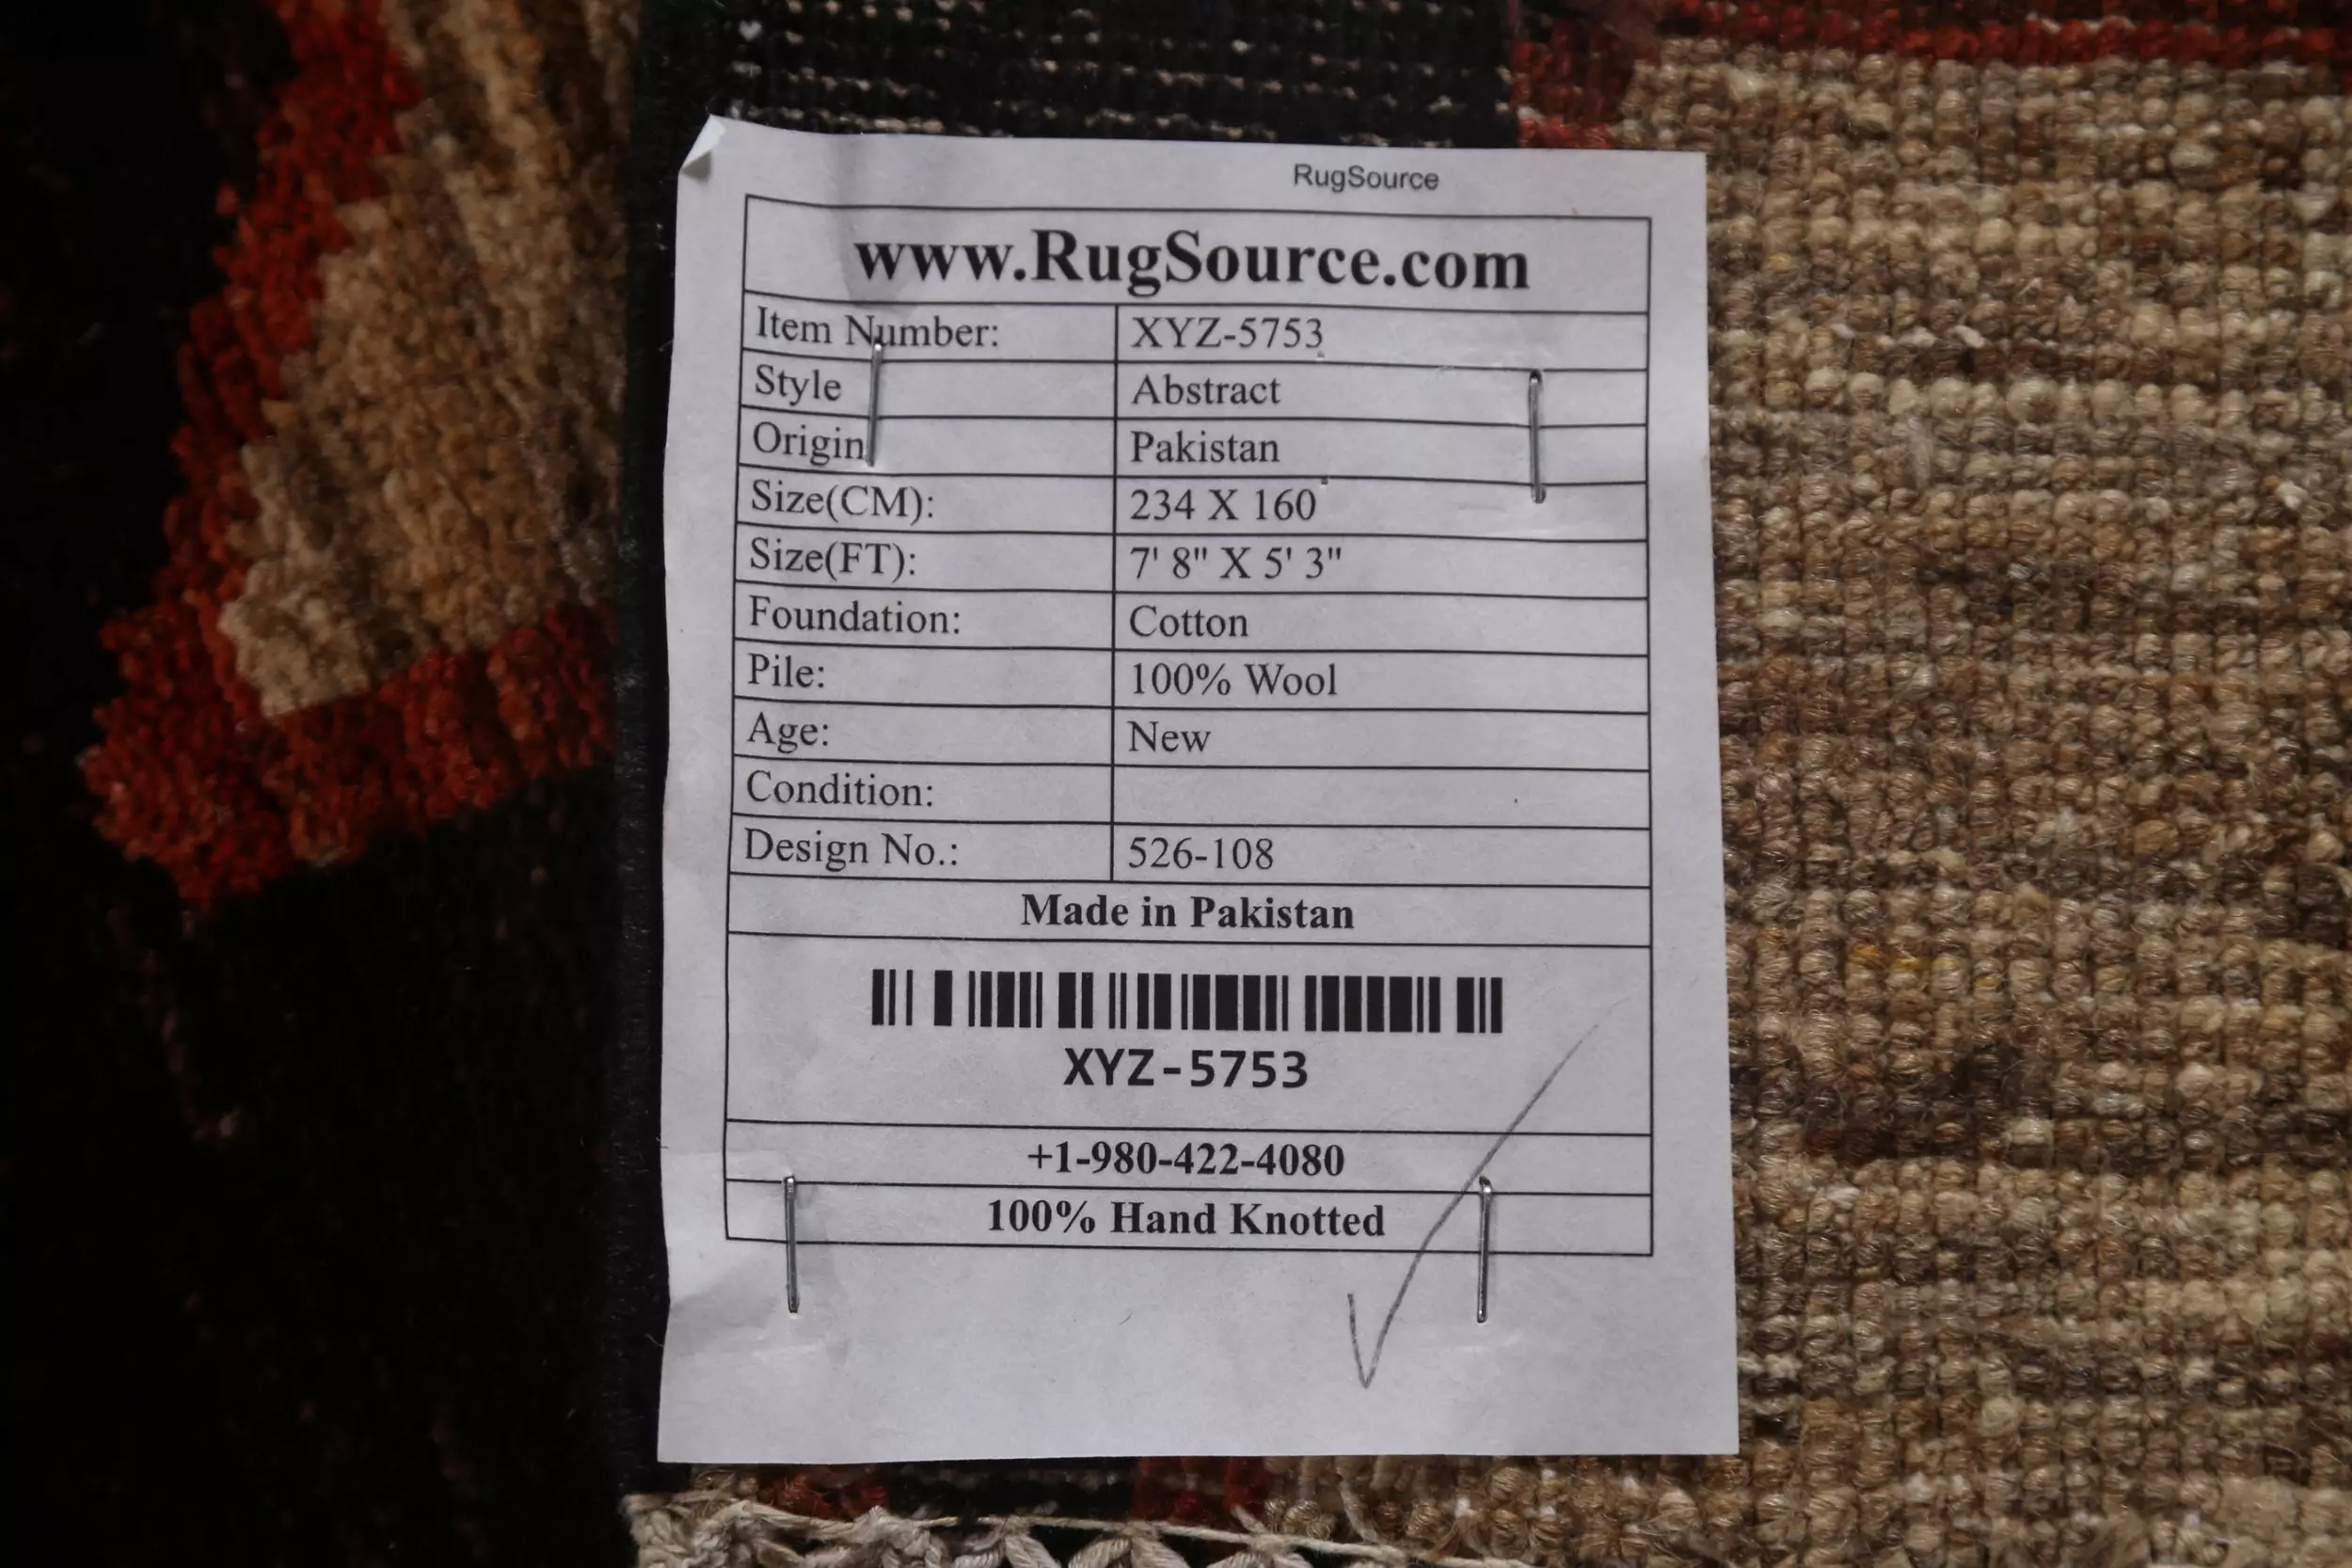 RugSource
www.RugSource.com
Item Number: XYZ-5753
Style Abstract
Origin Pakistan
Size(CM): 234 X 160
Size(FT): 7' 8" X 5' 3"
Foundation: Cotton
Pile: 100% Wool
Age: New
Condition:
Design No.: 526-108
Made in Pakistan
XYZ-5753
+1-980-422-4080
100% Hand Knotted